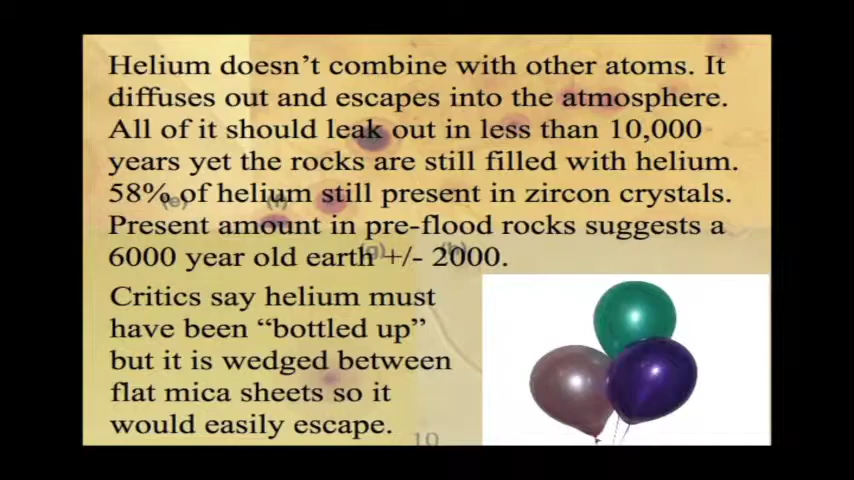 Helium doesn't combine with other atoms. It
diffuses out and escapes into the atmosphere.
All of it should leak out in less than 10,000
years yet the rocks are still filled with helium.
58% of helium still present in zircon crystals.
(e)
(f)
Present amount in pre-flood rocks suggests a
6000 year old earth +/- 2000.
(g)
(h)
Critics say helium must
have been “bottled up”
but it is wedged between
flat mica sheets so it
would easily escape.
10